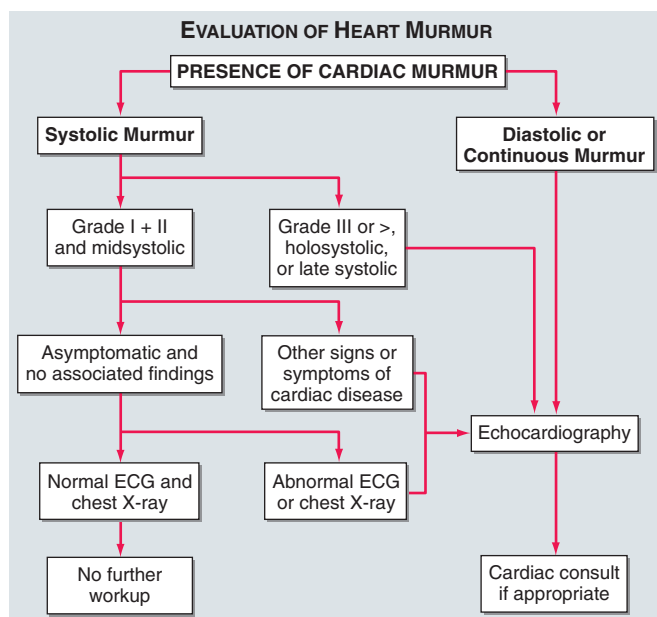 EVALUATION OF HEART MURMUR
PRESENCE OF CARDIAC MURMUR
Systolic Murmur
Diastolic or
Continuous Murmur
Grade I + II
and midsystolic
Grade III or >,
holosystolic,
or late systolic
Asymptomatic and
no associated findings
Other signs or
symptoms of
cardiac disease
Echocardiography
Normal ECG and
chest X-ray
Abnormal ECG
or chest X-ray
No further
workup
Cardiac consult
if appropriate